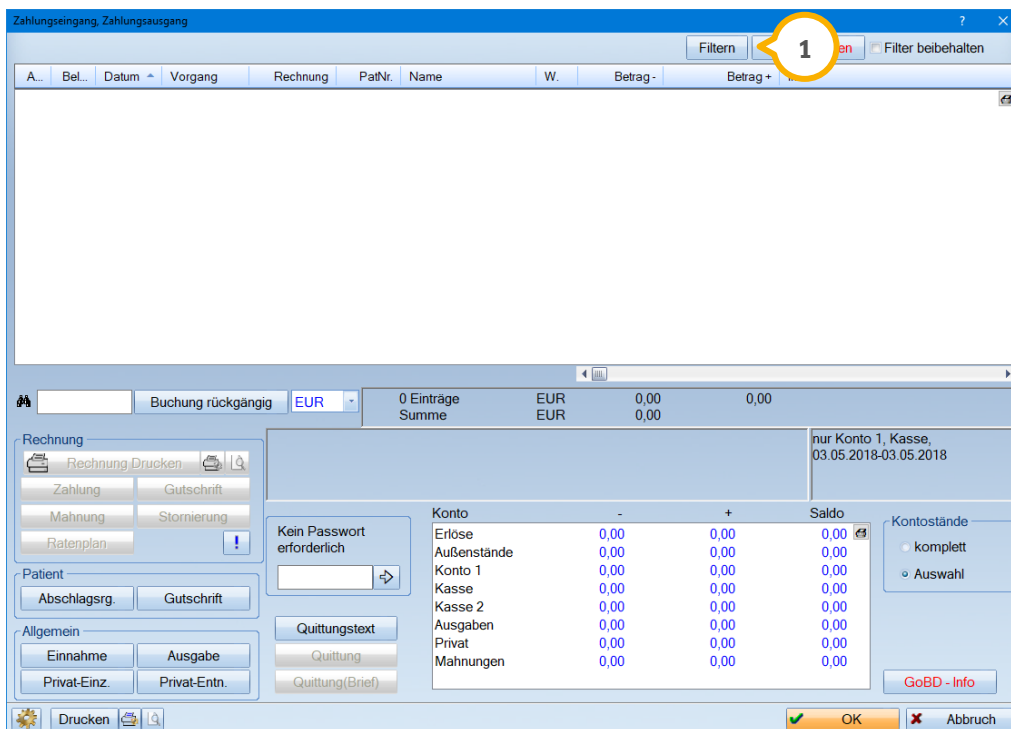 Zahlungseingang, Zahlungsausgang
Filtern 1 en Filter beibehalten
A... Bel... Datum Vorgang Rechnung PatNr. Name W. Betrag - Betrag +
Buchung rückgängig EUR
0 Einträge EUR 0,00 0,00
Summe EUR 0,00
Rechnung
Rechnung Drucken
Zahlung Gutschrift
Mahnung Stornierung
Ratenplan !
Patient
Abschlagsrg. Gutschrift
Allgemein
Einnahme Ausgabe
Privat-Einz. Privat-Entn.
nur Konto 1, Kasse,
03.05.2018-03.05.2018
Kein Passwort
erforderlich
Quittungstext
Quittung
Quittung(Brief)
Konto - + Saldo
Erlöse 0,00 0,00 0,00
Außenstände 0,00 0,00 0,00
Konto 1 0,00 0,00 0,00
Kasse 0,00 0,00 0,00
Kasse 2 0,00 0,00 0,00
Ausgaben 0,00 0,00 0,00
Privat 0,00 0,00 0,00
Mahnungen 0,00 0,00 0,00
Kontostände
komplett
Auswahl
GoBD - Info
Drucken
OK Abbruch